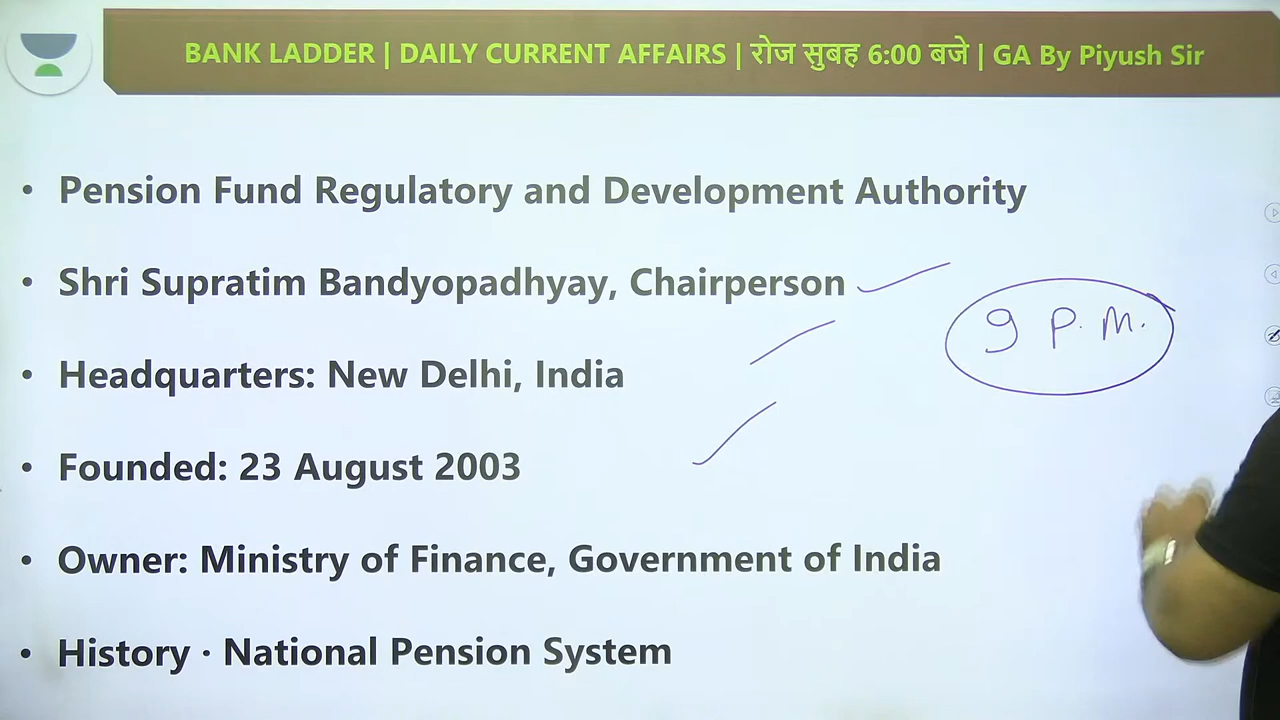 BANK LADDER | DAILY CURRENT AFFAIRS | रोज सुबह 6:00 बजे | GA By Piyush Sir
• Pension Fund Regulatory and Development Authority
• Shri Supratim Bandyopadhyay, Chairperson
9 P.M.
• Headquarters: New Delhi, India
• Founded: 23 August 2003
• Owner: Ministry of Finance, Government of India
• History · National Pension System